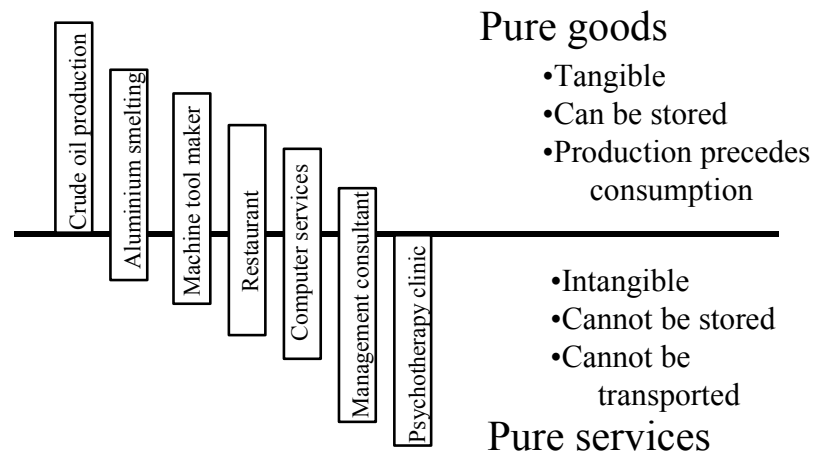 Crude oil production
Aluminium smelting
Machine tool maker
Restaurant
Computer services
Management consultant
Psychotherapy clinic
Pure goods
•Tangible
•Can be stored
•Production precedes
consumption
•Intangible
•Cannot be stored
•Cannot be
transported
Pure services